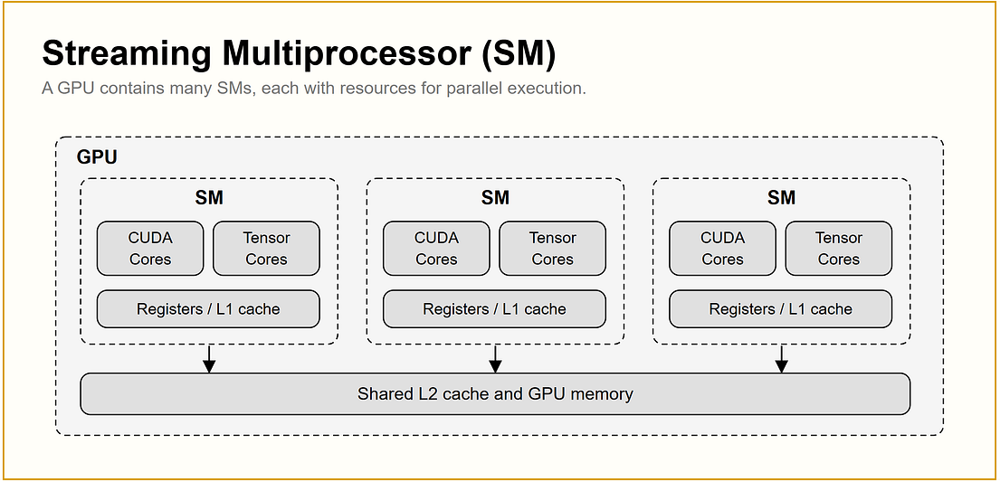 Streaming Multiprocessor (SM)
A GPU contains many SMs, each with resources for parallel execution.
GPU
SM
CUDA
Cores
Tensor
Cores
Registers / L1 cache
SM
CUDA
Cores
Tensor
Cores
Registers / L1 cache
SM
CUDA
Cores
Tensor
Cores
Registers / L1 cache
Shared L2 cache and GPU memory